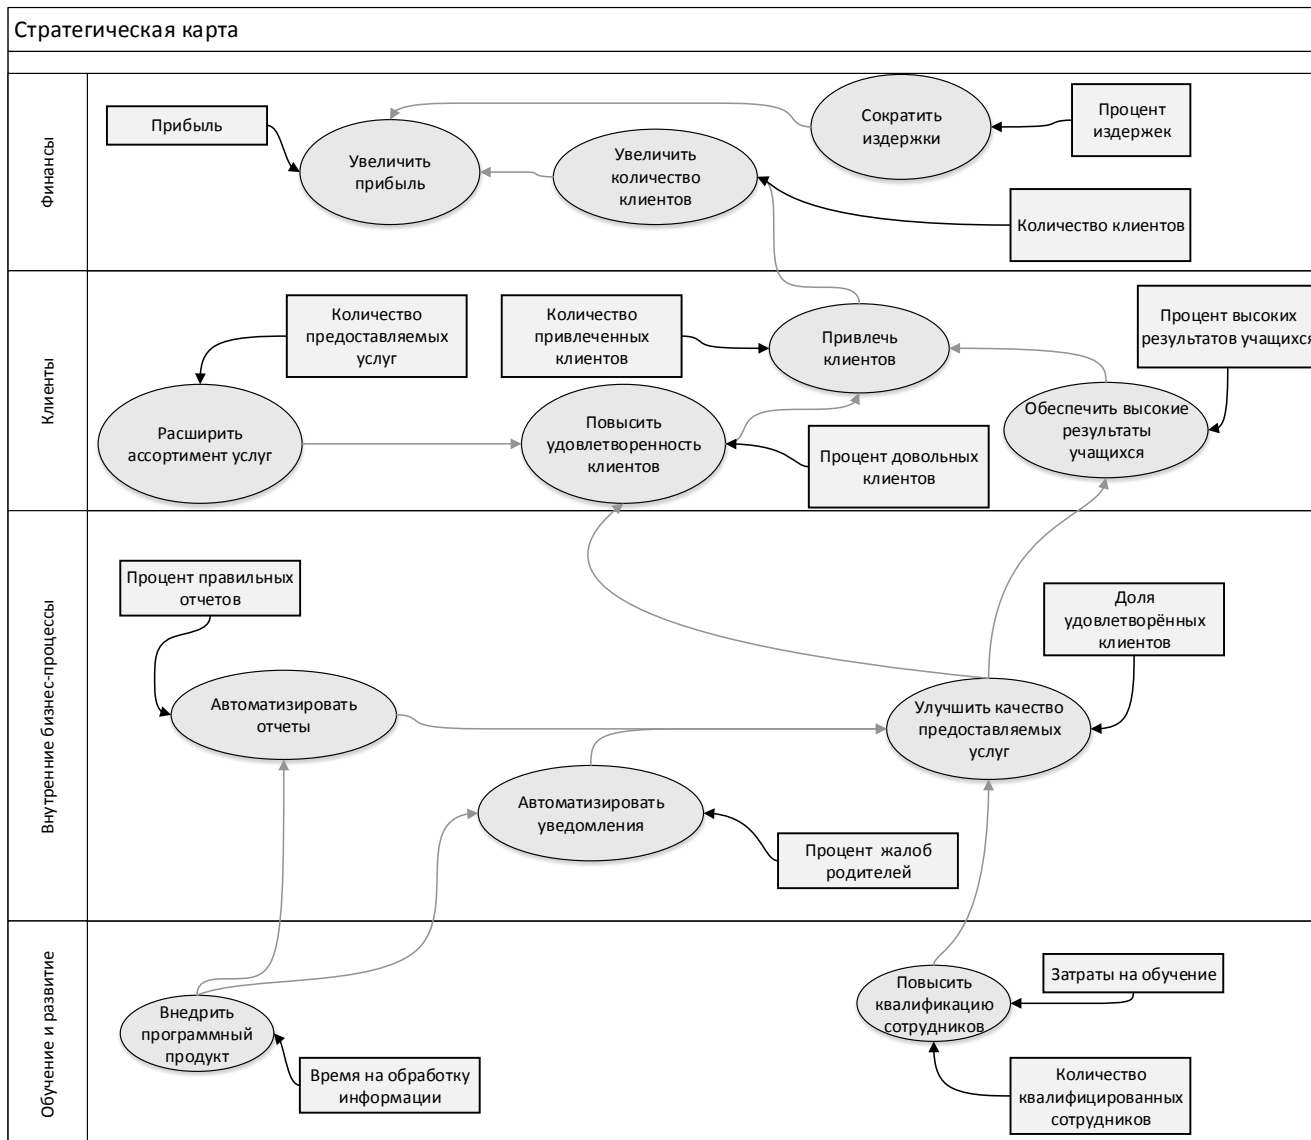 Стратегическая карта
Финансы
Прибыль
Увеличить
прибыль
Увеличить
количество
клиентов
Сократить
издержки
Процент
издержек
Количество клиентов
Клиенты
Количество
предоставляемых
услуг
Количество
привлеченных
клиентов
Привлечь
клиентов
Процент высоких
результатов учащихся
Расширить
ассортимент услуг
Повысить
удовлетворенность
клиентов
Процент довольных
клиентов
Обеспечить высокие
результаты
учащихся
Внутренние бизнес-процессы
Процент правильных
отчетов
Автоматизировать
отчеты
Доля
удовлетворённых
клиентов
Улучшить качество
предоставляемых
услуг
Автоматизировать
уведомления
Процент жалоб
родителей
Обучение и развитие
Внедрить
программный
продукт
Время на обработку
информации
Повысить
квалификацию
сотрудников
Затраты на обучение
Количество
квалифицированных
сотрудников